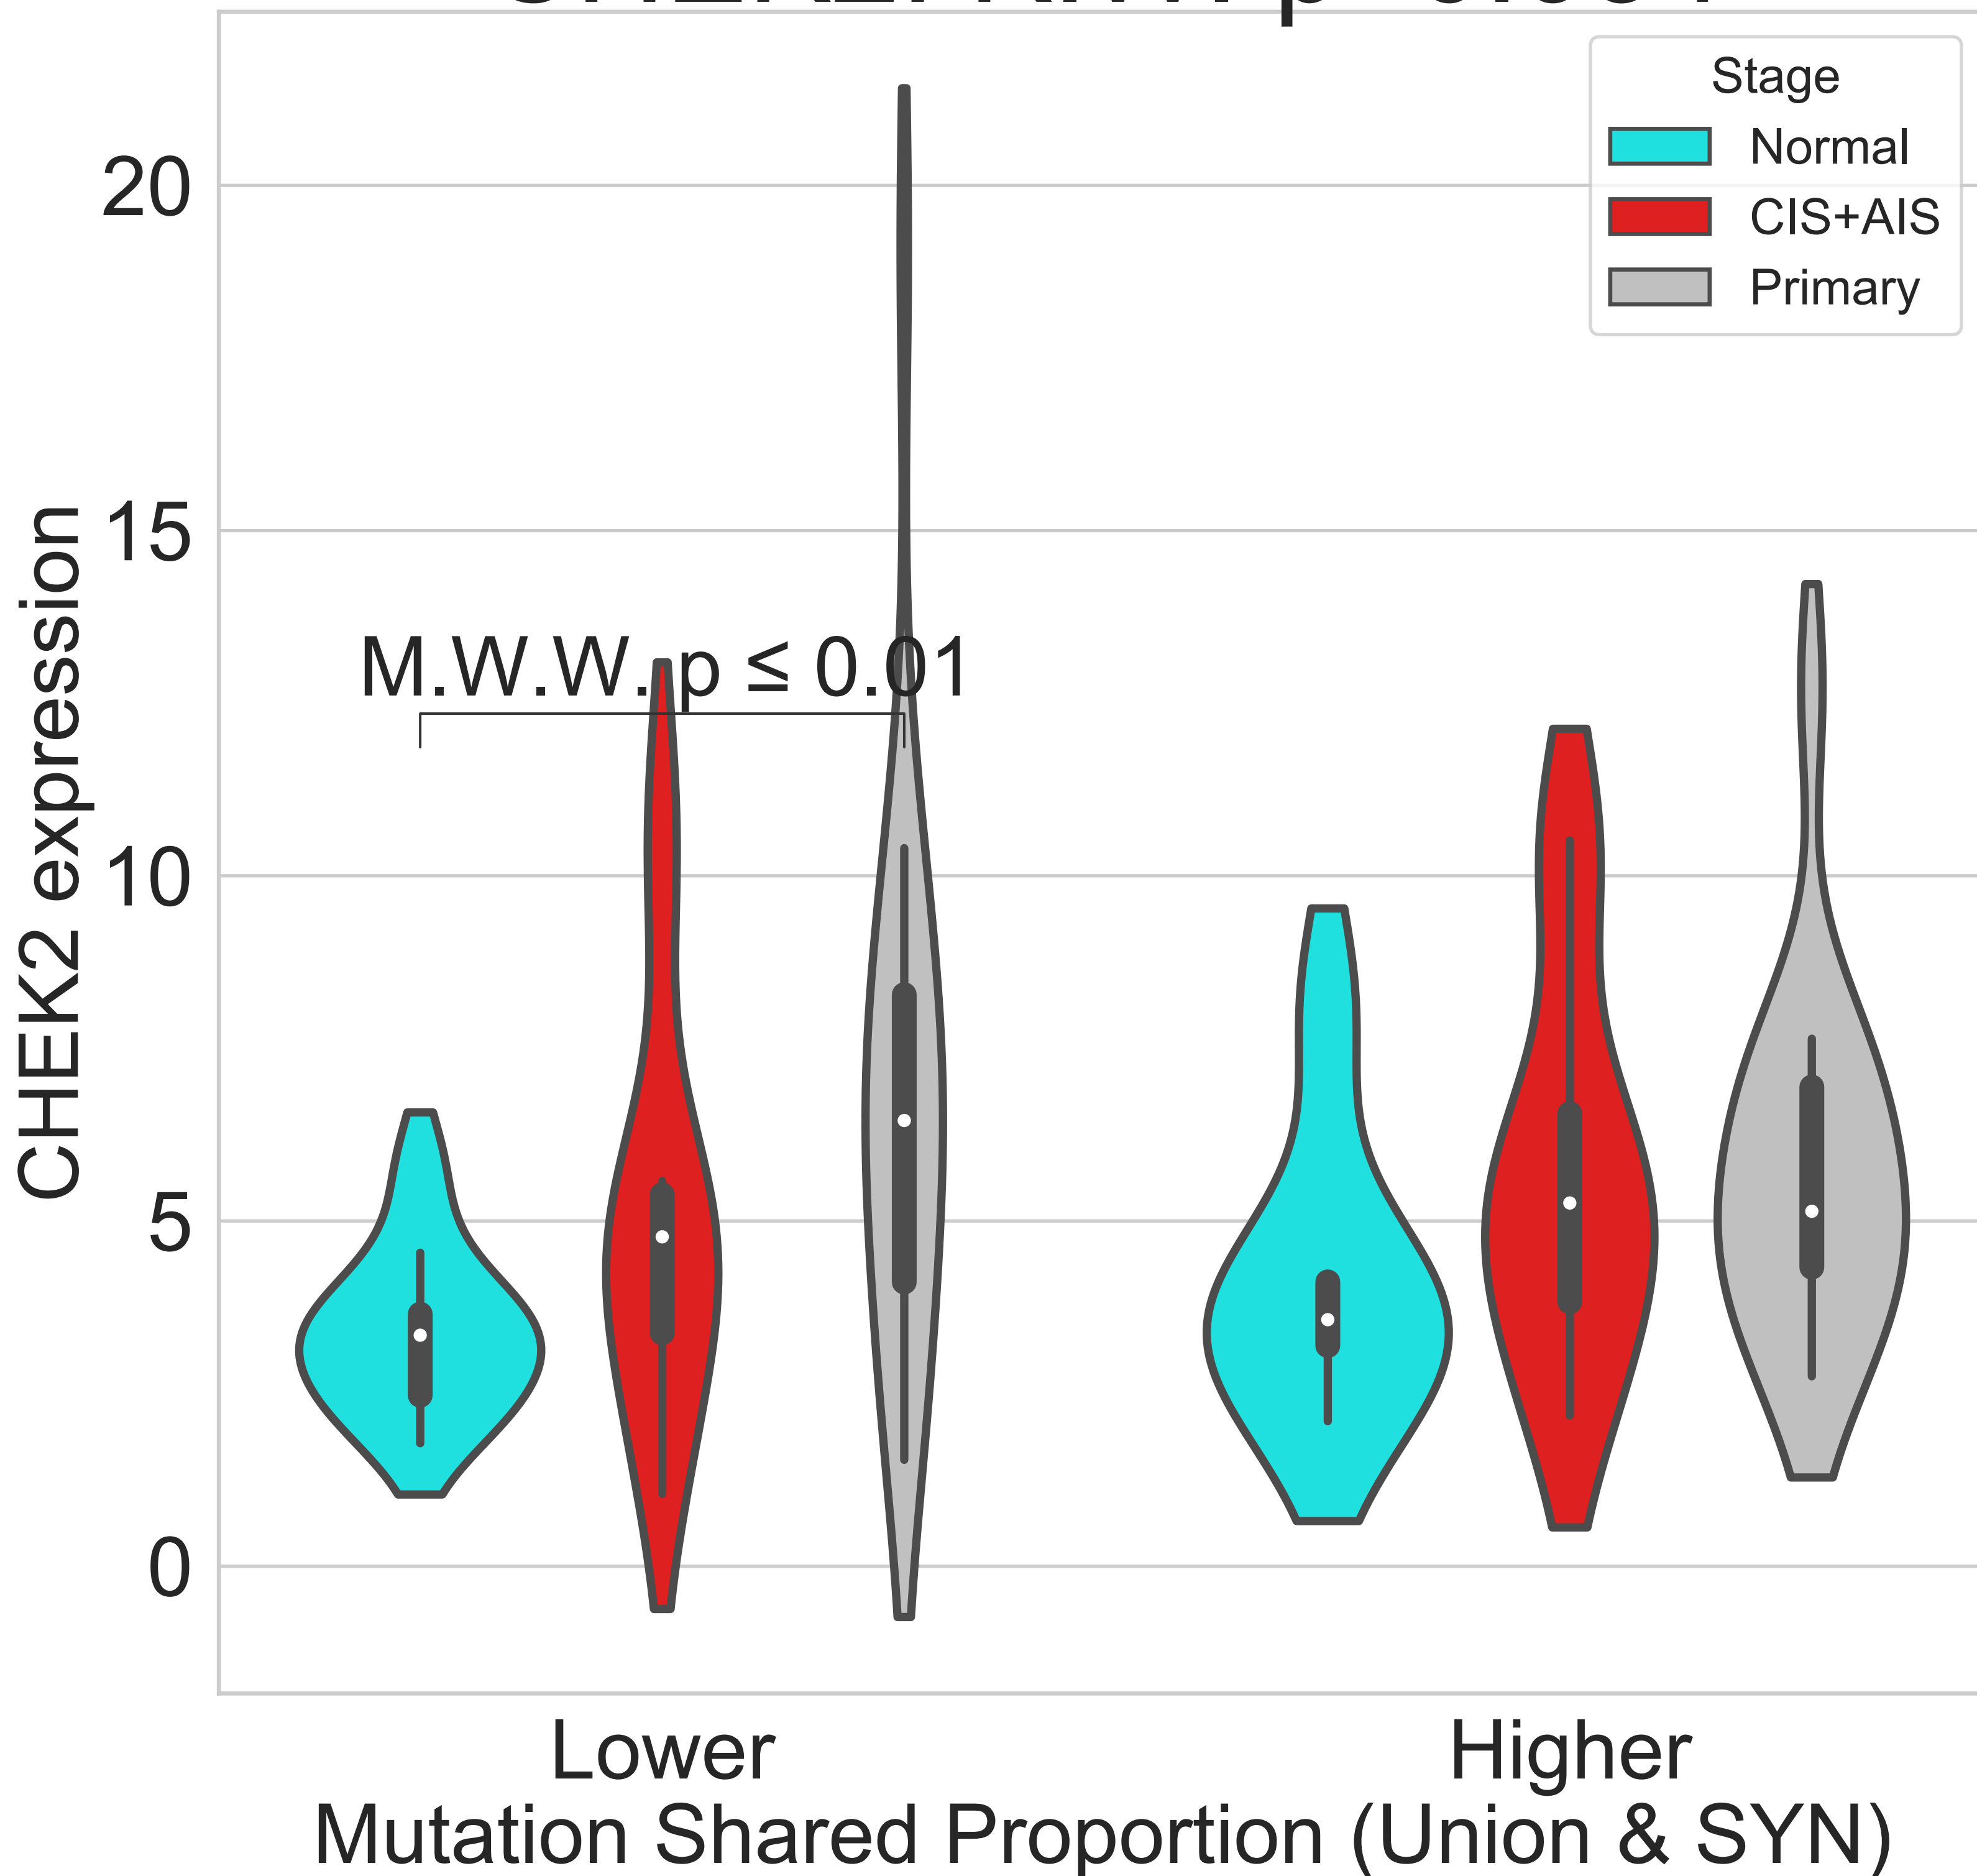 Stage
Normal
CIS+AIS
Primary
20
15
10
5
0
CHEK2 expression
M.W.W. p ≤ 0.01
Lower
Higher
Mutation Shared Proportion (Union & SYN)